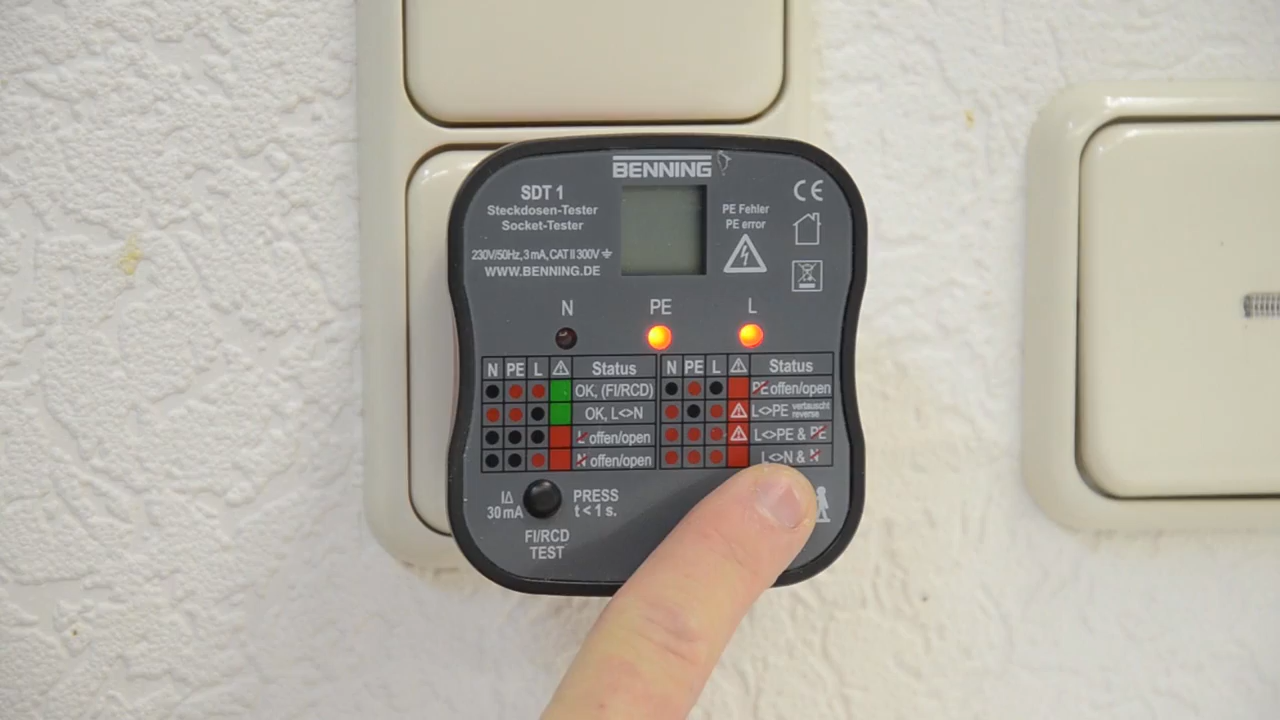 BENNING
SDT 1
Steckdosen-Tester
Socket-Tester
230V/50Hz, 3 mA, CAT II 300V
WWW.BENNING.DE
PE Fehler
PE error
CE
N PE L
N PE L Status
OK, (FI/RCD)
OK, L<>N
L offen/open
N offen/open
N PE L Status
PE offen/open
L<>PE vertauscht
reverse
L<>PE & PE
L<>N & N
IΔ
30 mA
PRESS
t < 1 s.
FI/RCD
TEST